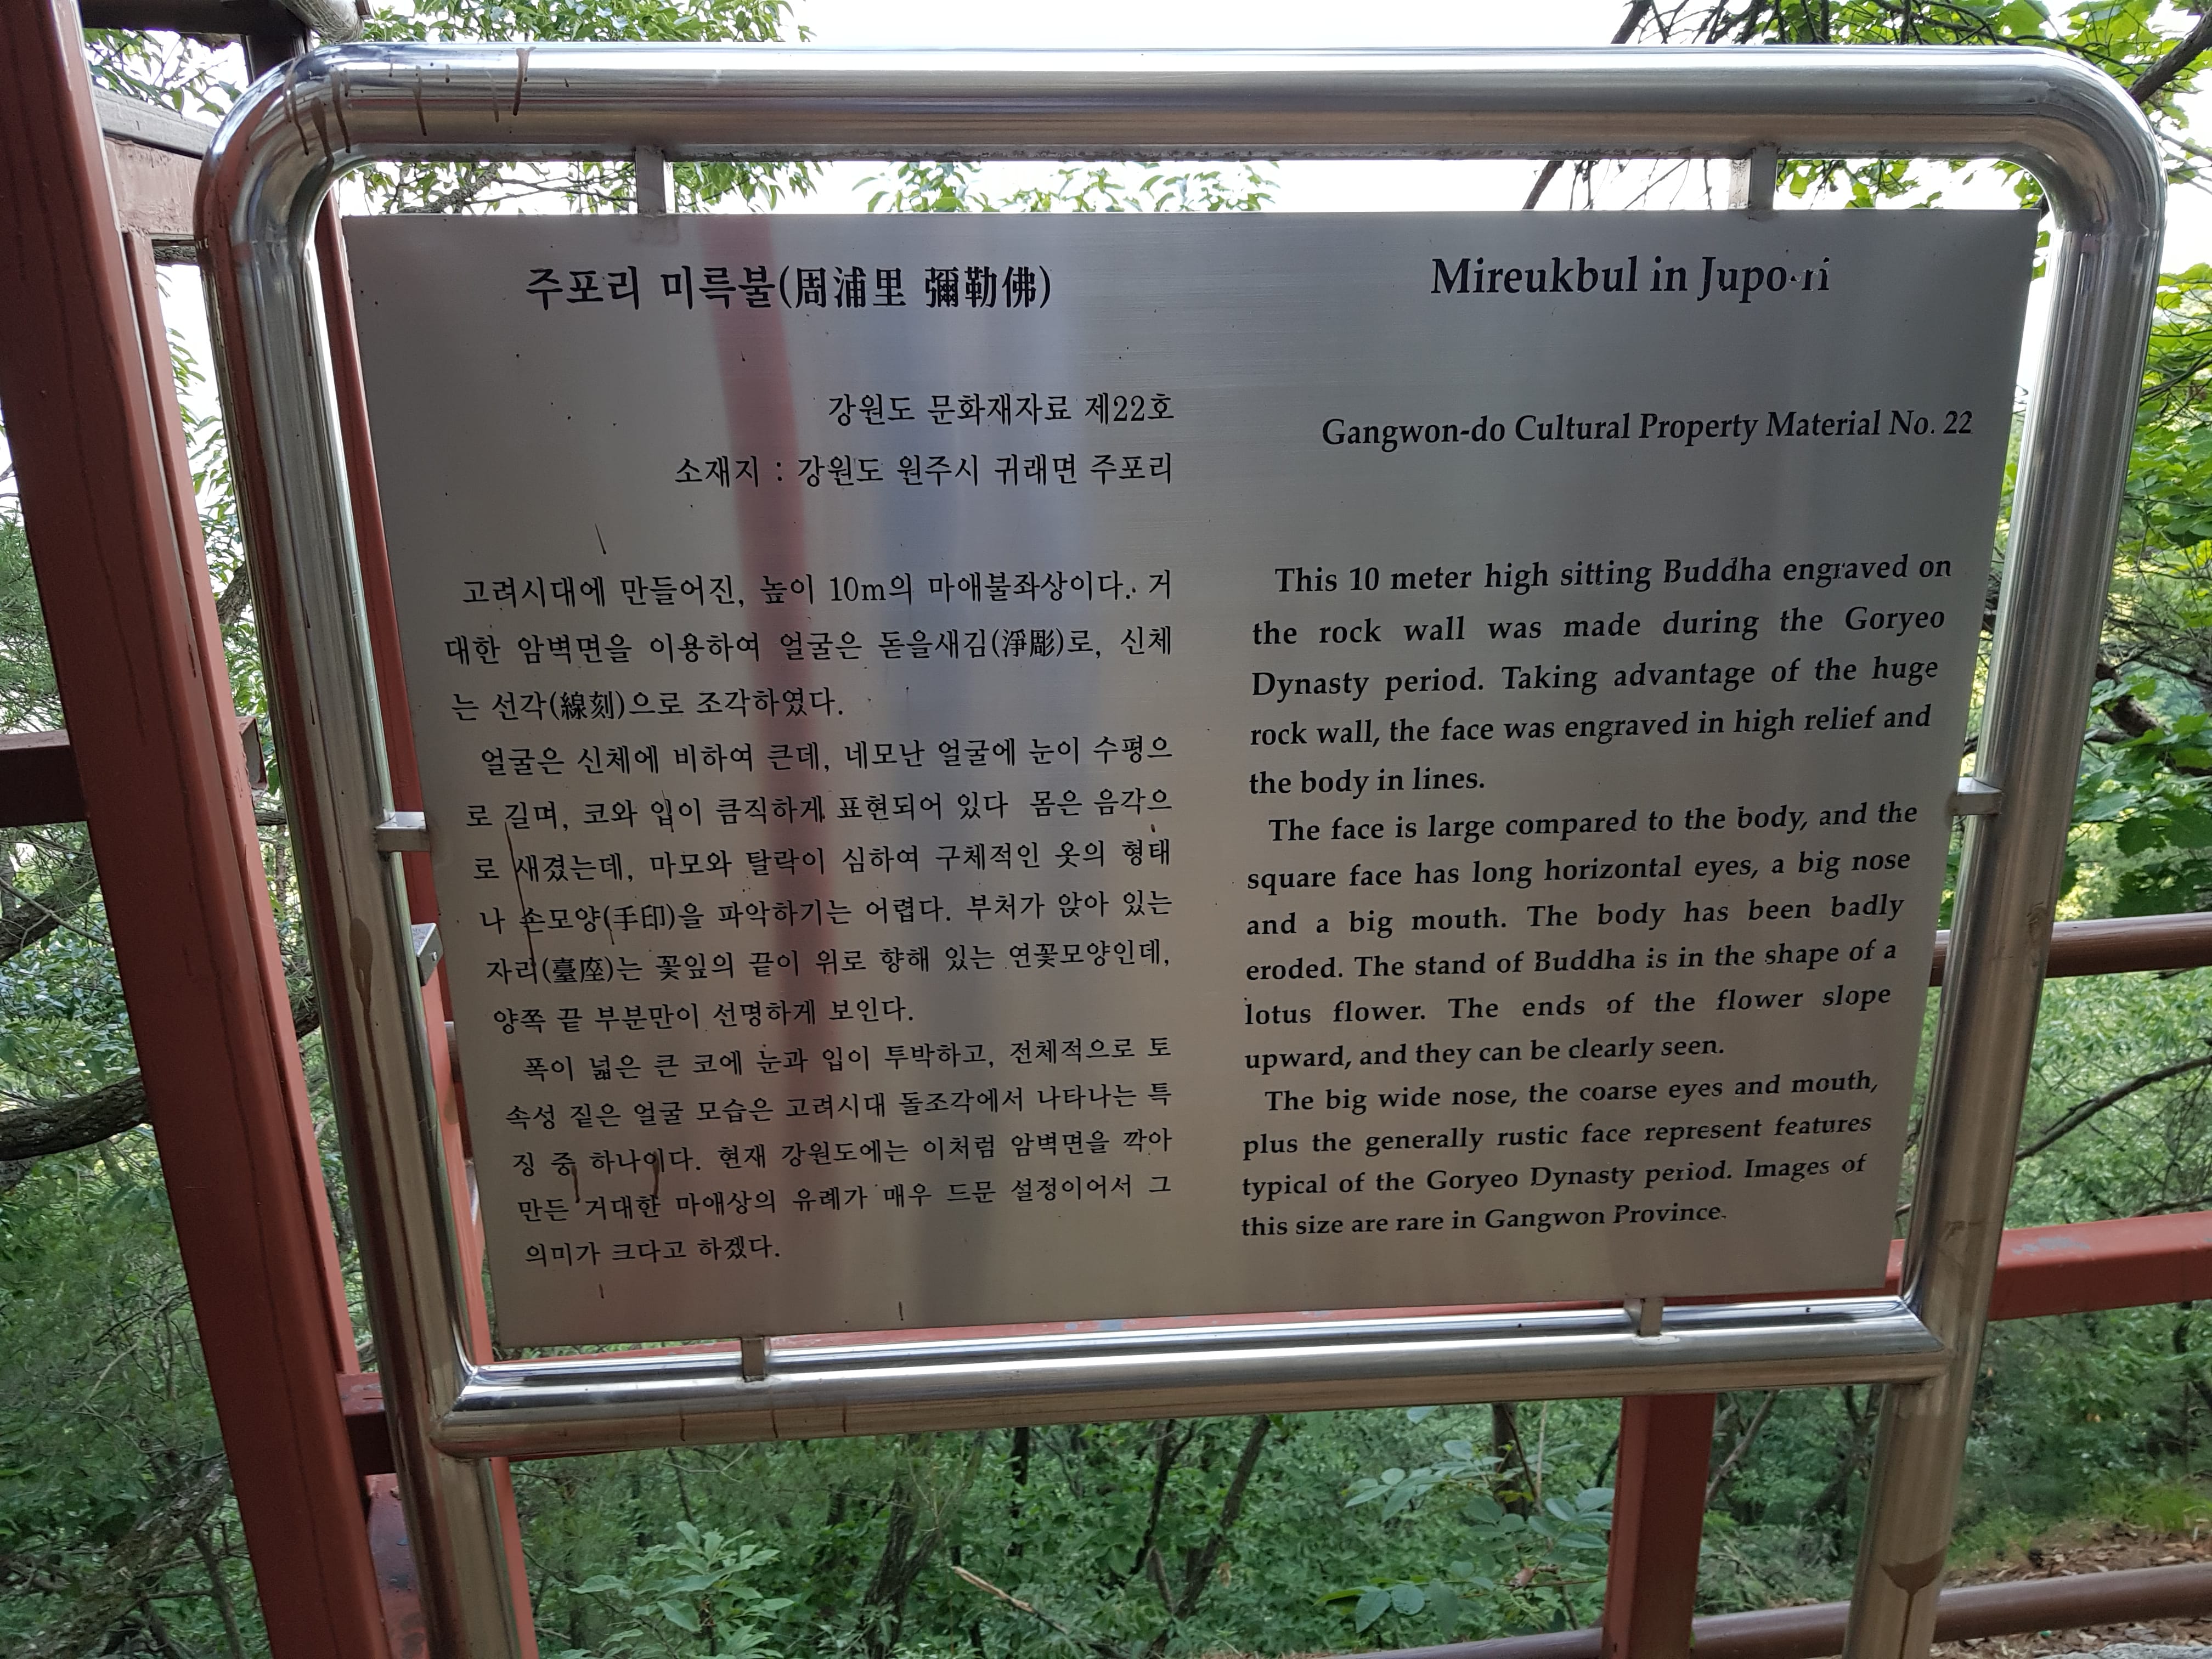 주포리 미륵불(周浦里 彌勒佛)
강원도 문화재자료 제22호
소재지 : 강원도 원주시 귀래면 주포리
고려시대에 만들어진, 높이 10m의 마애불좌상이다. 거
대한 암벽면을 이용하여 얼굴은 돋을새김(淨彫)로, 신체
는 선각(線刻)으로 조각하였다.
얼굴은 신체에 비하여 큰데, 네모난 얼굴에 눈이 수평으
로 길며, 코와 입이 큼직하게 표현되어 있다 몸은 음각으
로 새겼는데, 마모와 탈락이 심하여 구체적인 옷의 형태
나 손모양(手印)을 파악하기는 어렵다. 부처가 앉아 있는
자리(臺座)는 꽃잎의 끝이 위로 향해 있는 연꽃모양인데,
양쪽 끝 부분만이 선명하게 보인다.
폭이 넓은 큰 코에 눈과 입이 투박하고, 전체적으로 토
속성 짙은 얼굴 모습은 고려시대 돌조각에서 나타나는 특
징 중 하나이다. 현재 강원도에는 이처럼 암벽면을 깍아
만든 거대한 마애상의 유례가 매우 드문 설정이어서 그
의미가 크다고 하겠다.
Mireukbul in Jupo-ri
Gangwon-do Cultural Property Material No. 22
This 10 meter high sitting Buddha engraved on
the rock wall was made during the Goryeo
Dynasty period. Taking advantage of the huge
rock wall, the face was engraved in high relief and
the body in lines.
The face is large compared to the body, and the
square face has long horizontal eyes, a big nose
and a big mouth. The body has been badly
eroded. The stand of Buddha is in the shape of a
lotus flower. The ends of the flower slope
upward, and they can be clearly seen.
The big wide nose, the coarse eyes and mouth,
plus the generally rustic face represent features
typical of the Goryeo Dynasty period. Images of
this size are rare in Gangwon Province.